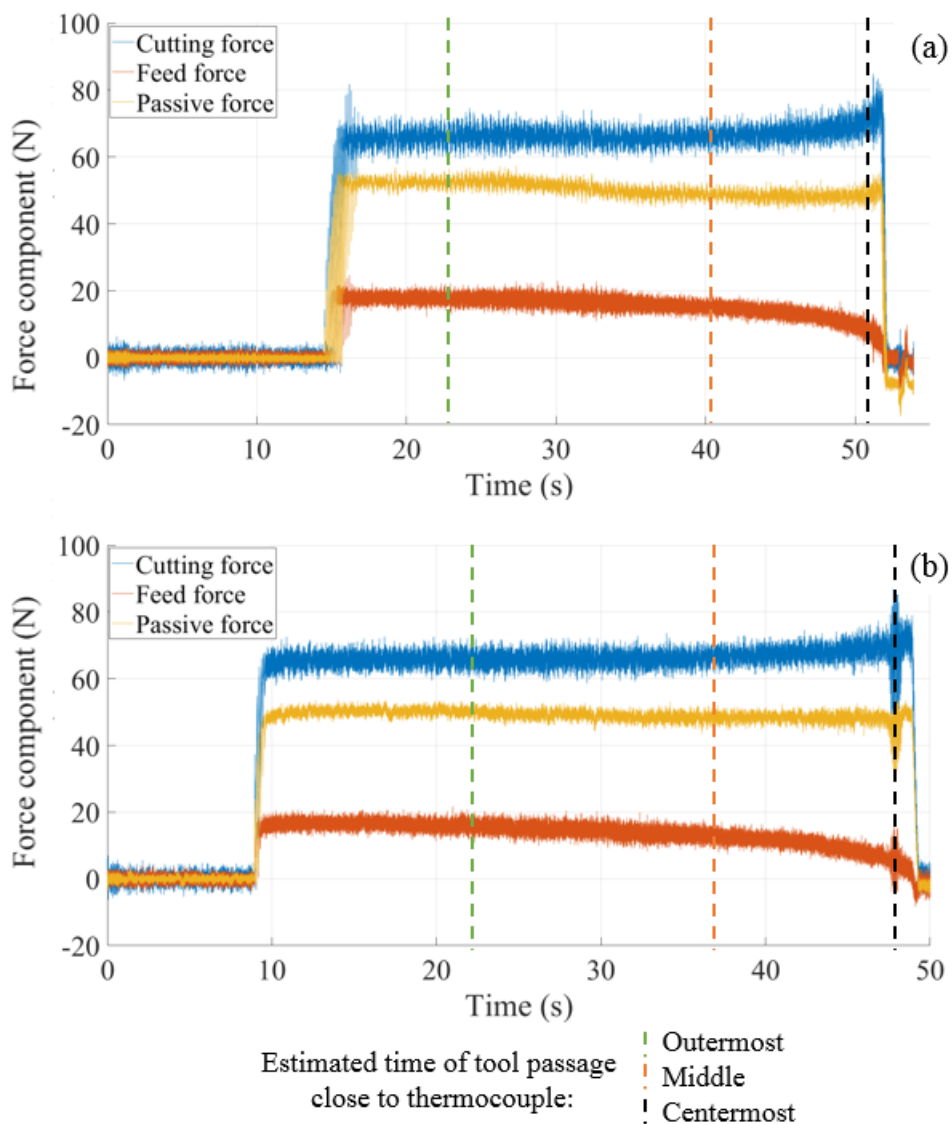 100
80
60
40
20
0
-20
Force component (N)
Cutting force
Feed force
Passive force
(a)
0 10 20 30 40 50
Time (s)
100
80
60
40
20
0
-20
Force component (N)
Cutting force
Feed force
Passive force
(b)
0 10 20 30 40 50
Time (s)
Estimated time of tool passage
close to thermocouple:
Outermost
Middle
Centermost